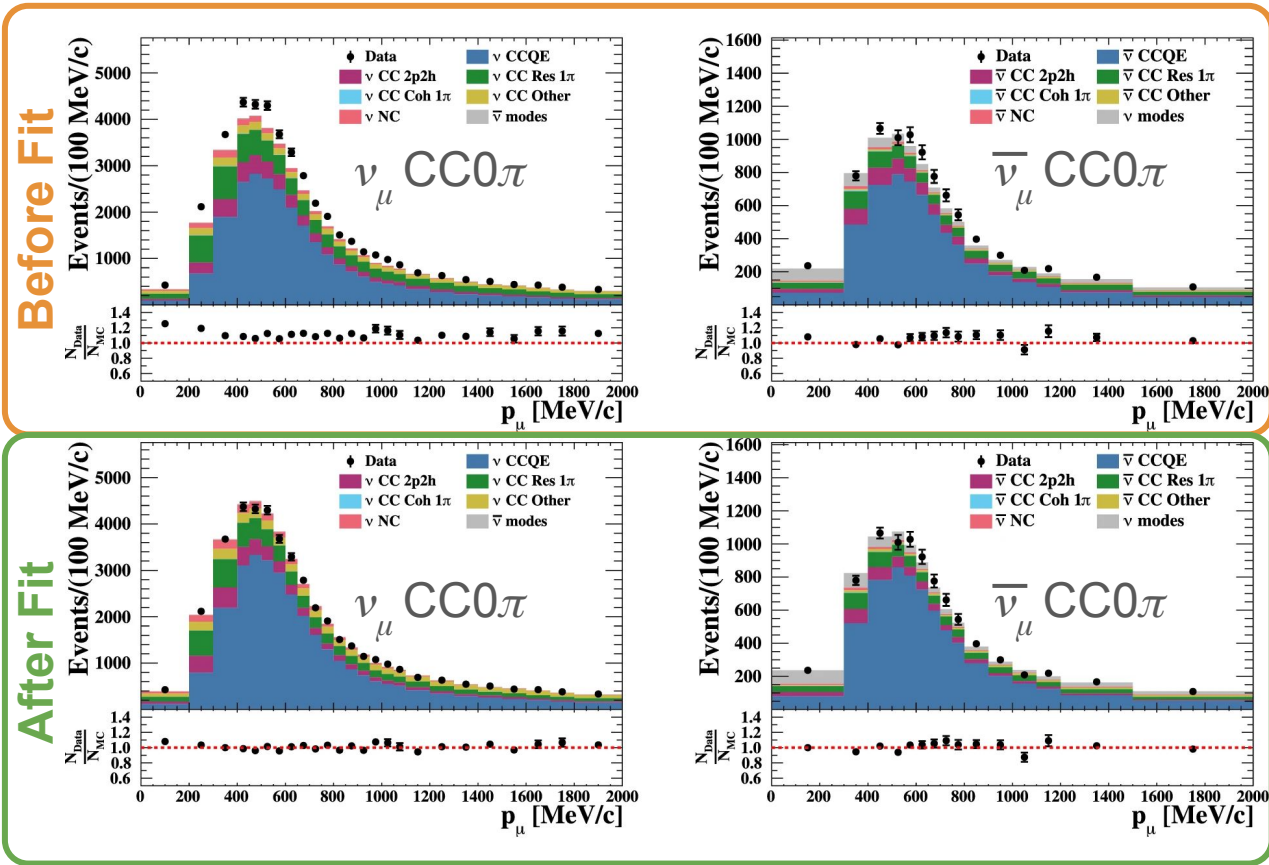 Before Fit
Events/(100 MeV/c)
5000
4000
3000
2000
1000
Data
ν CCQE
ν CC 2p2h
ν CC Res 1π
ν CC Coh 1π
ν CC Other
ν NC
ν̅ modes
ν_μ CC0π
N_Data/N_MC
1.4
1.2
1.0
0.8
0.6
0 200 400 600 800 1000 1200 1400 1600 1800 2000
p_μ [MeV/c]
Events/(100 MeV/c)
1600
1400
1200
1000
800
600
400
200
Data
ν̅ CCQE
ν̅ CC 2p2h
ν̅ CC Res 1π
ν̅ CC Coh 1π
ν̅ CC Other
ν̅ NC
ν modes
ν̅_μ CC0π
N_Data/N_MC
1.4
1.2
1.0
0.8
0.6
0 200 400 600 800 1000 1200 1400 1600 1800 2000
p_μ [MeV/c]
After Fit
Events/(100 MeV/c)
5000
4000
3000
2000
1000
Data
ν CCQE
ν CC 2p2h
ν CC Res 1π
ν CC Coh 1π
ν CC Other
ν NC
ν̅ modes
ν_μ CC0π
N_Data/N_MC
1.4
1.2
1.0
0.8
0.6
0 200 400 600 800 1000 1200 1400 1600 1800 2000
p_μ [MeV/c]
Events/(100 MeV/c)
1600
1400
1200
1000
800
600
400
200
Data
ν̅ CCQE
ν̅ CC 2p2h
ν̅ CC Res 1π
ν̅ CC Coh 1π
ν̅ CC Other
ν̅ NC
ν modes
ν̅_μ CC0π
N_Data/N_MC
1.4
1.2
1.0
0.8
0.6
0 200 400 600 800 1000 1200 1400 1600 1800 2000
p_μ [MeV/c]